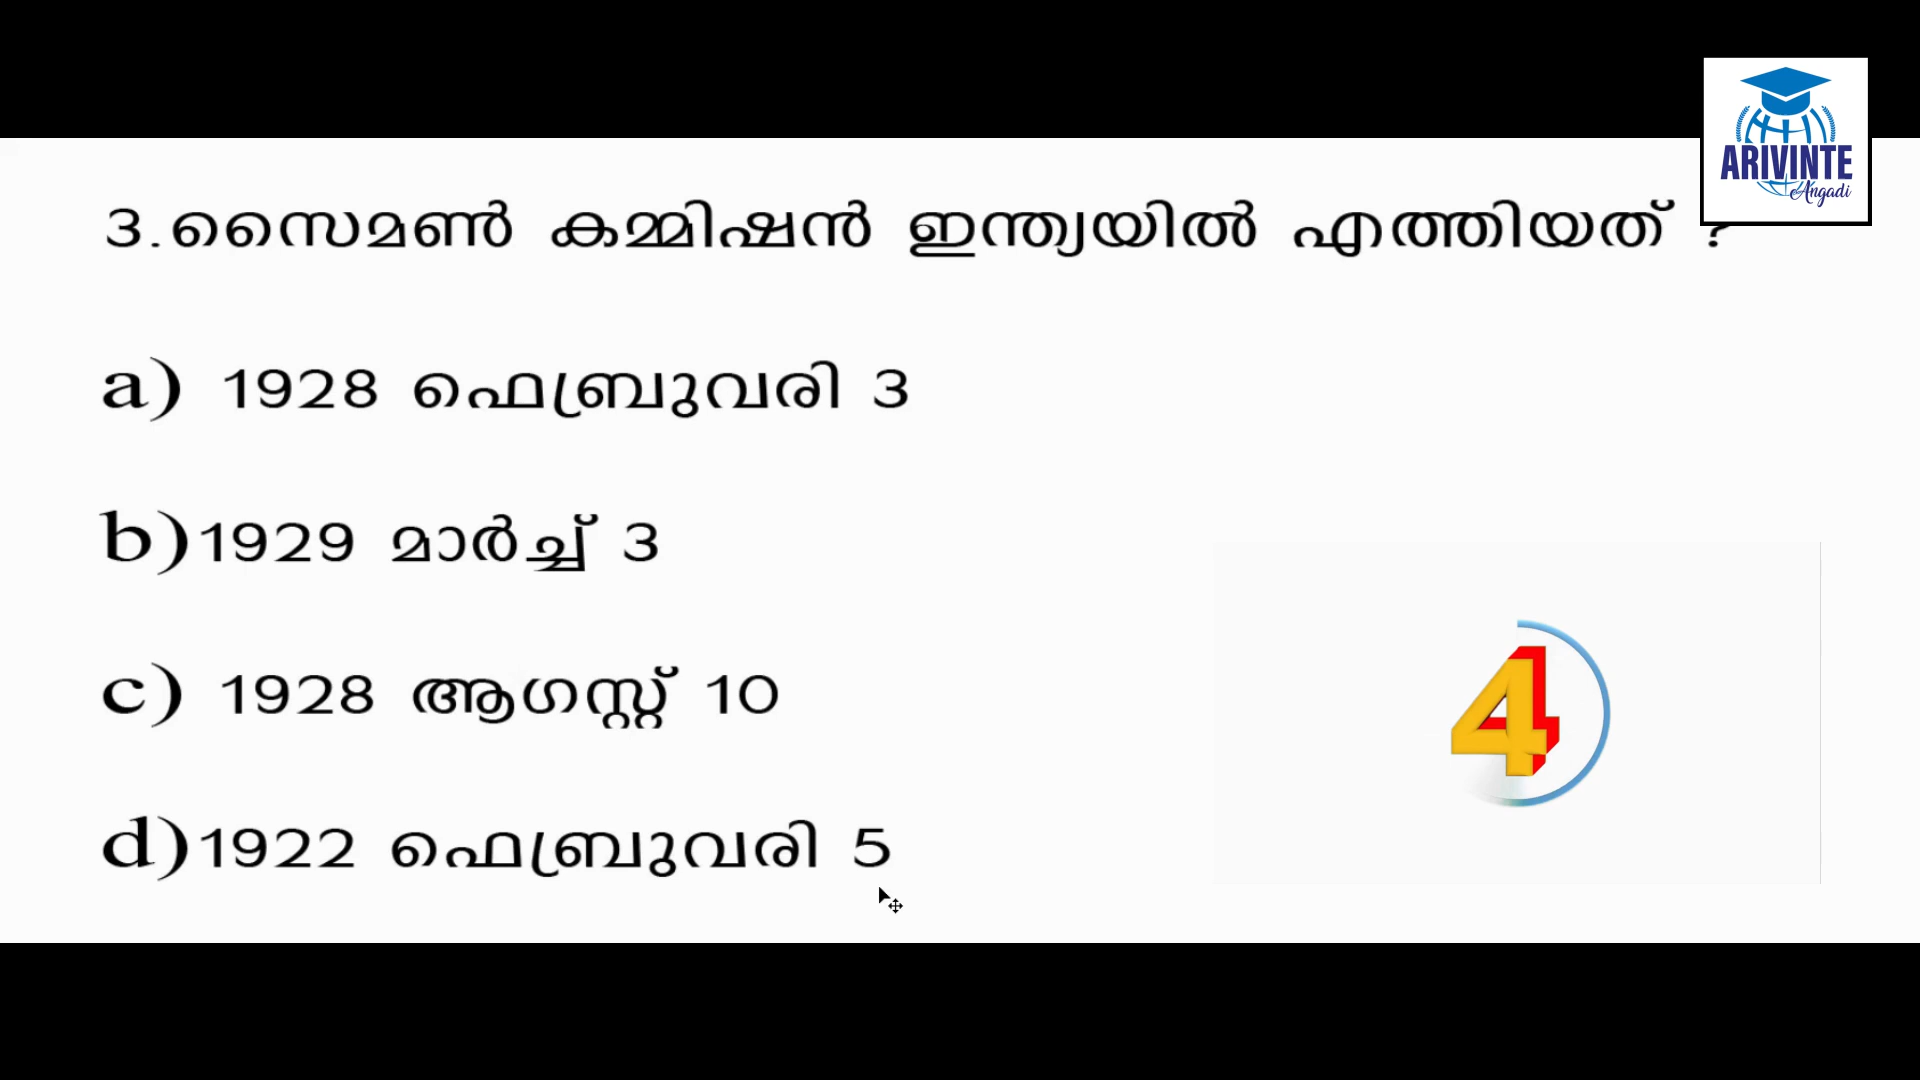 ARIVINTE
Angadi
3.സൈമൺ കമ്മിഷൻ ഇന്ത്യയിൽ എത്തിയത് ?
a) 1928 ഫെബ്രുവരി 3
b)1929 മാർച്ച് 3
c) 1928 ആഗസ്റ്റ് 10
4
d)1922 ഫെബ്രുവരി 5